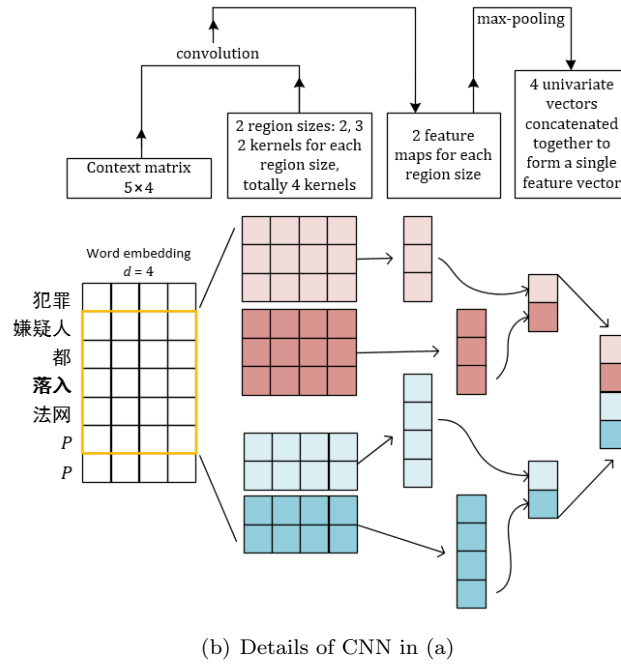 convolution
max-pooling
Context matrix
5×4
2 region sizes: 2, 3
2 kernels for each
region size,
totally 4 kernels
2 feature
maps for each
region size
4 univariate
vectors
concatenated
together to
form a single
feature vector
Word embedding
d = 4
犯罪
嫌疑人
都
落入
法网
P
P
(b) Details of CNN in (a)